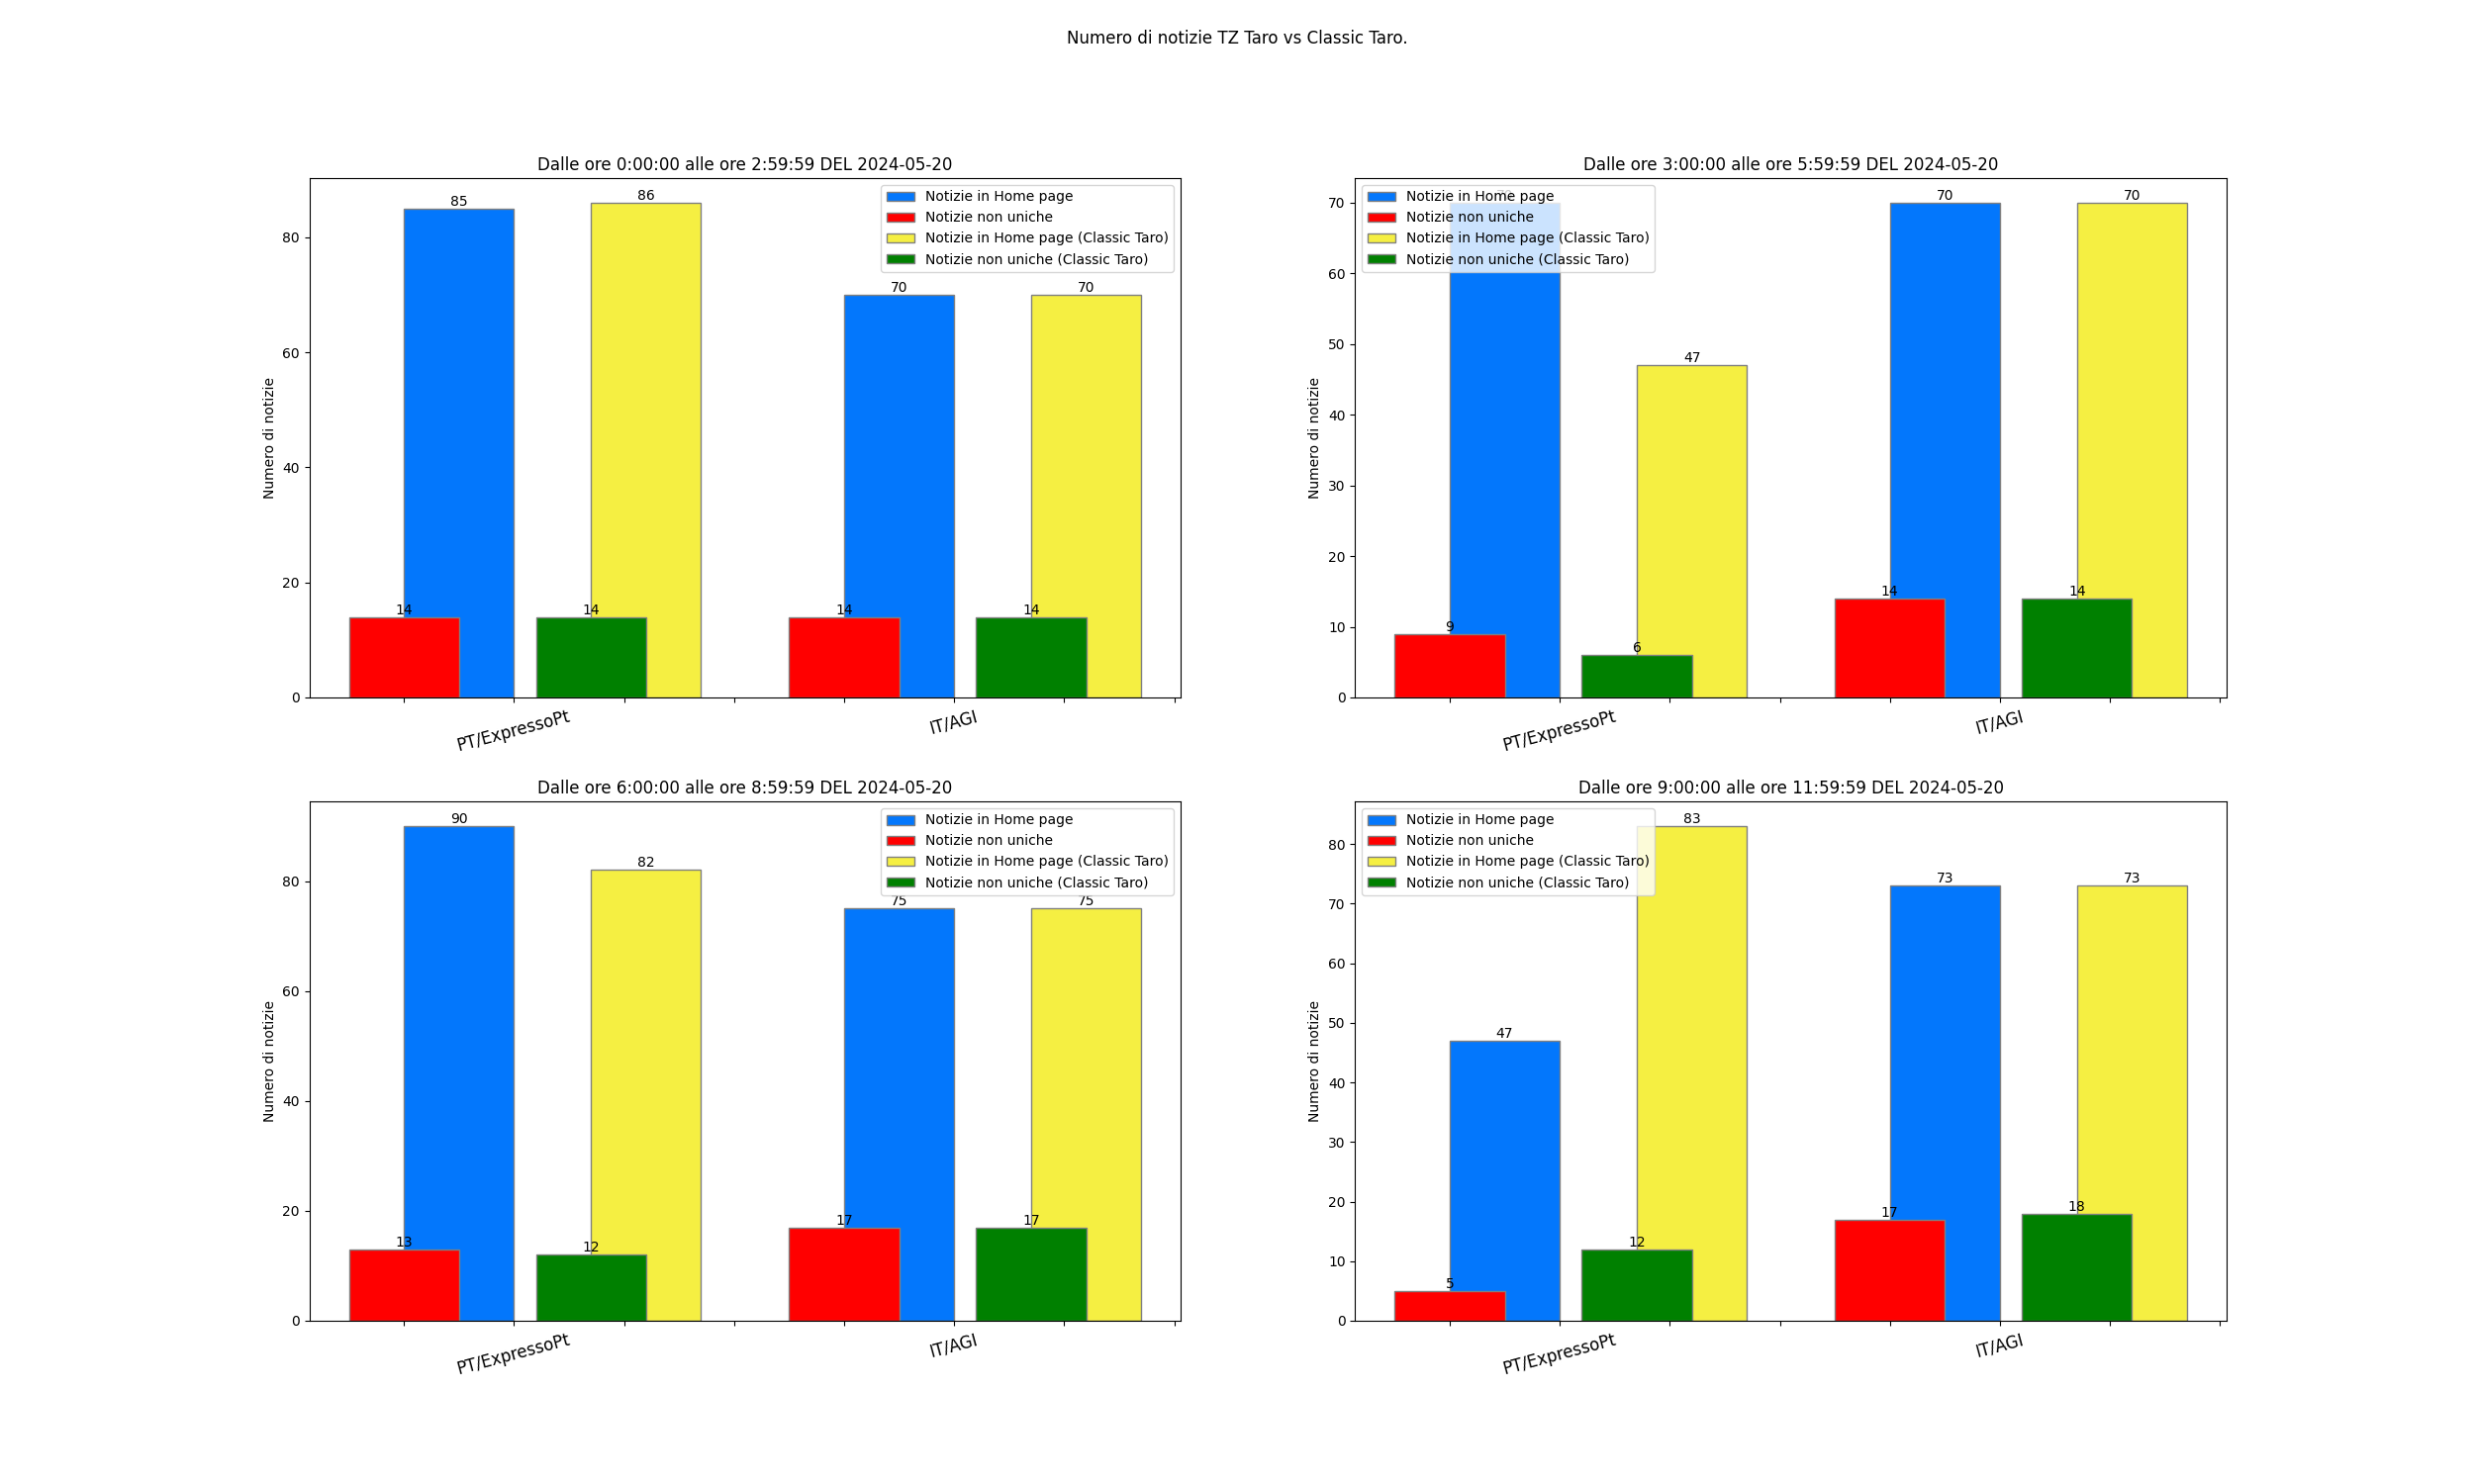 Numero di notizie TZ Taro vs Classic Taro.
Dalle ore 0:00:00 alle ore 2:59:59 DEL 2024-05-20
Numero di notizie
80
60
40
20
0
85
86
70
70
14
14
14
14
Notizie in Home page
Notizie non uniche
Notizie in Home page (Classic Taro)
Notizie non uniche (Classic Taro)
PT/ExpressoPt
IT/AGI
Dalle ore 3:00:00 alle ore 5:59:59 DEL 2024-05-20
Numero di notizie
70
60
50
40
30
20
10
0
Notizie in Home page
Notizie non uniche
Notizie in Home page (Classic Taro)
Notizie non uniche (Classic Taro)
70
70
47
9
6
14
14
PT/ExpressoPt
IT/AGI
Dalle ore 6:00:00 alle ore 8:59:59 DEL 2024-05-20
Numero di notizie
80
60
40
20
0
90
82
75
75
13
12
17
17
Notizie in Home page
Notizie non uniche
Notizie in Home page (Classic Taro)
Notizie non uniche (Classic Taro)
PT/ExpressoPt
IT/AGI
Dalle ore 9:00:00 alle ore 11:59:59 DEL 2024-05-20
Numero di notizie
80
70
60
50
40
30
20
10
0
Notizie in Home page
Notizie non uniche
Notizie in Home page (Classic Taro)
Notizie non uniche (Classic Taro)
83
73
73
47
5
12
17
18
PT/ExpressoPt
IT/AGI